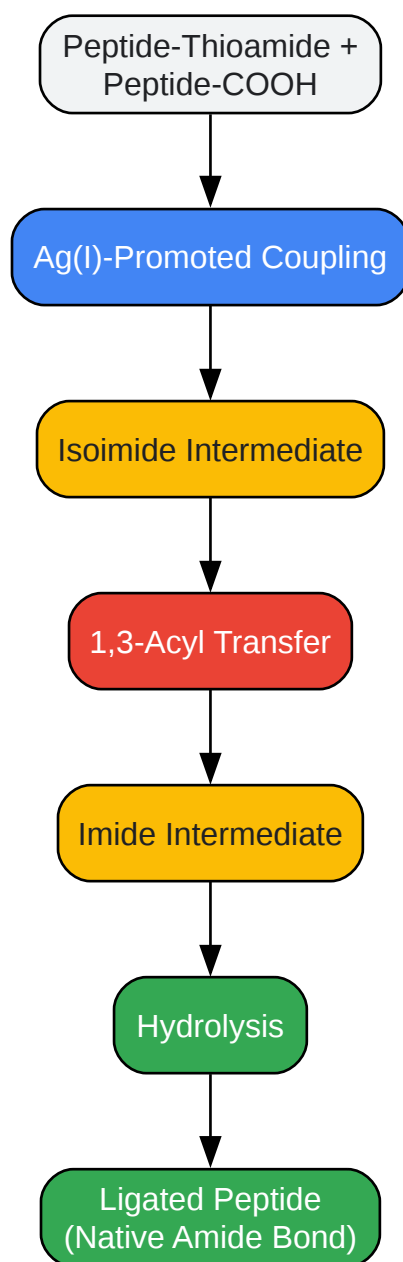 Peptide-Thioamide +
Peptide-COOH
Ag(I)-Promoted Coupling
Isoimide Intermediate
1,3-Acyl Transfer
Imide Intermediate
Hydrolysis
Ligated Peptide
(Native Amide Bond)